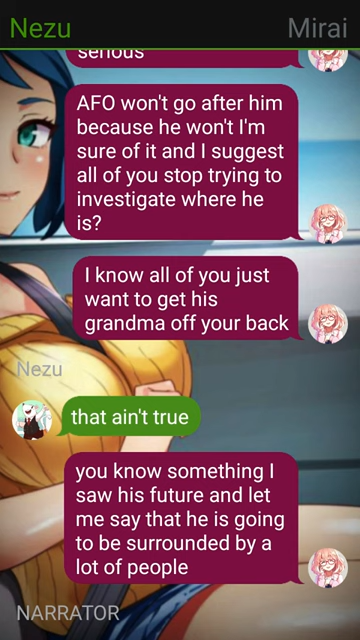 Nezu Mirai
serious
AFO won't go after him
because he won't I'm
sure of it and I suggest
all of you stop trying to
investigate where he
is?
I know all of you just
want to get his
grandma off your back
Nezu
that ain't true
you know something I
saw his future and let
me say that he is going
to be surrounded by a
lot of people
NARRATOR